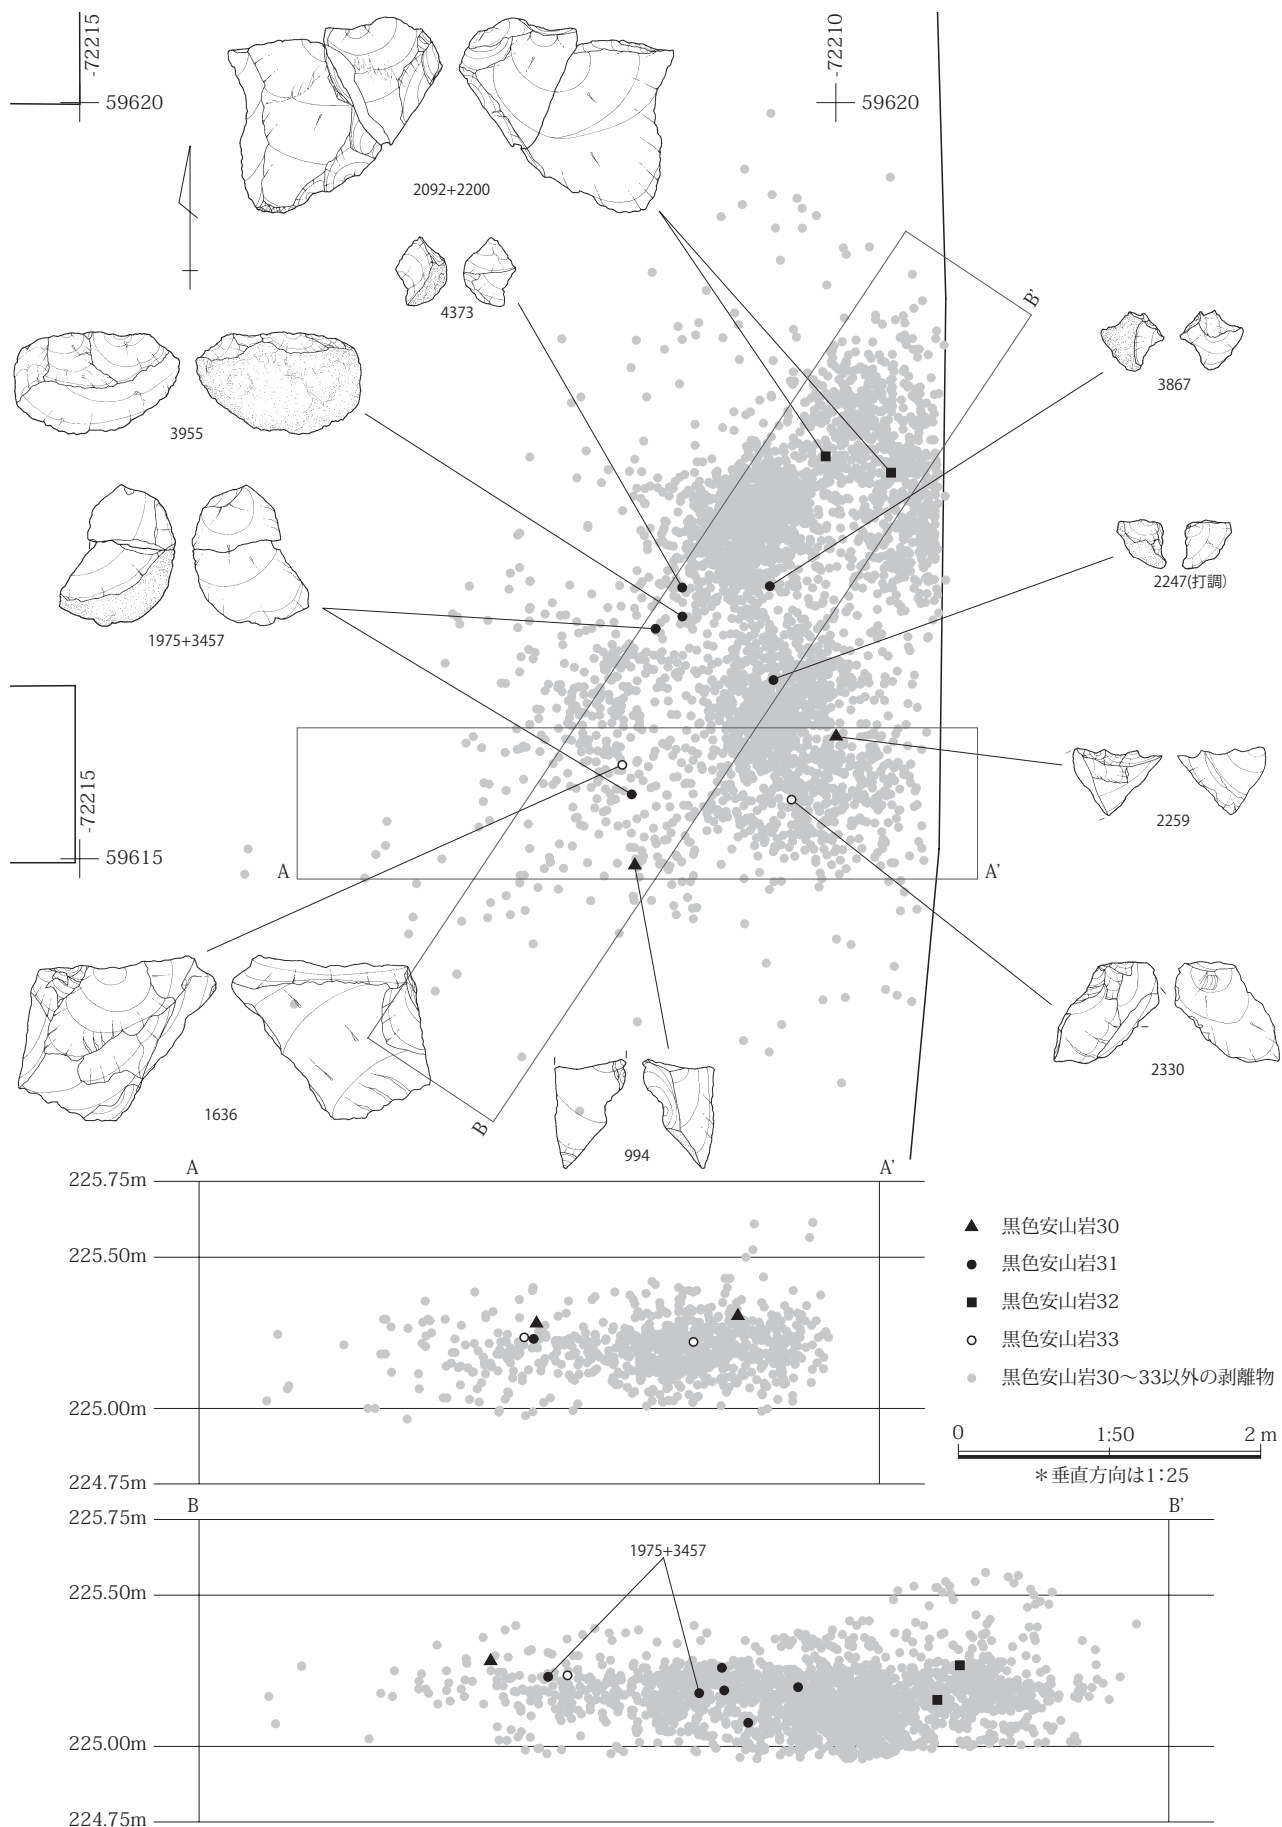 -72215
59620
-72210
59620
2092+2200
4373
3867
3955
2247(打調)
1975+3457
2259
-72215
59615
A
A'
B'
B
1636
994
2330
A
A'
225.75m
225.50m
225.00m
224.75m
▲ 黒色安山岩30
● 黒色安山岩31
■ 黒色安山岩32
○ 黒色安山岩33
● 黒色安山岩30～33以外の剥離物
0 1:50 2 m
＊垂直方向は1：25
B
B'
225.75m
1975+3457
225.50m
225.00m
224.75m